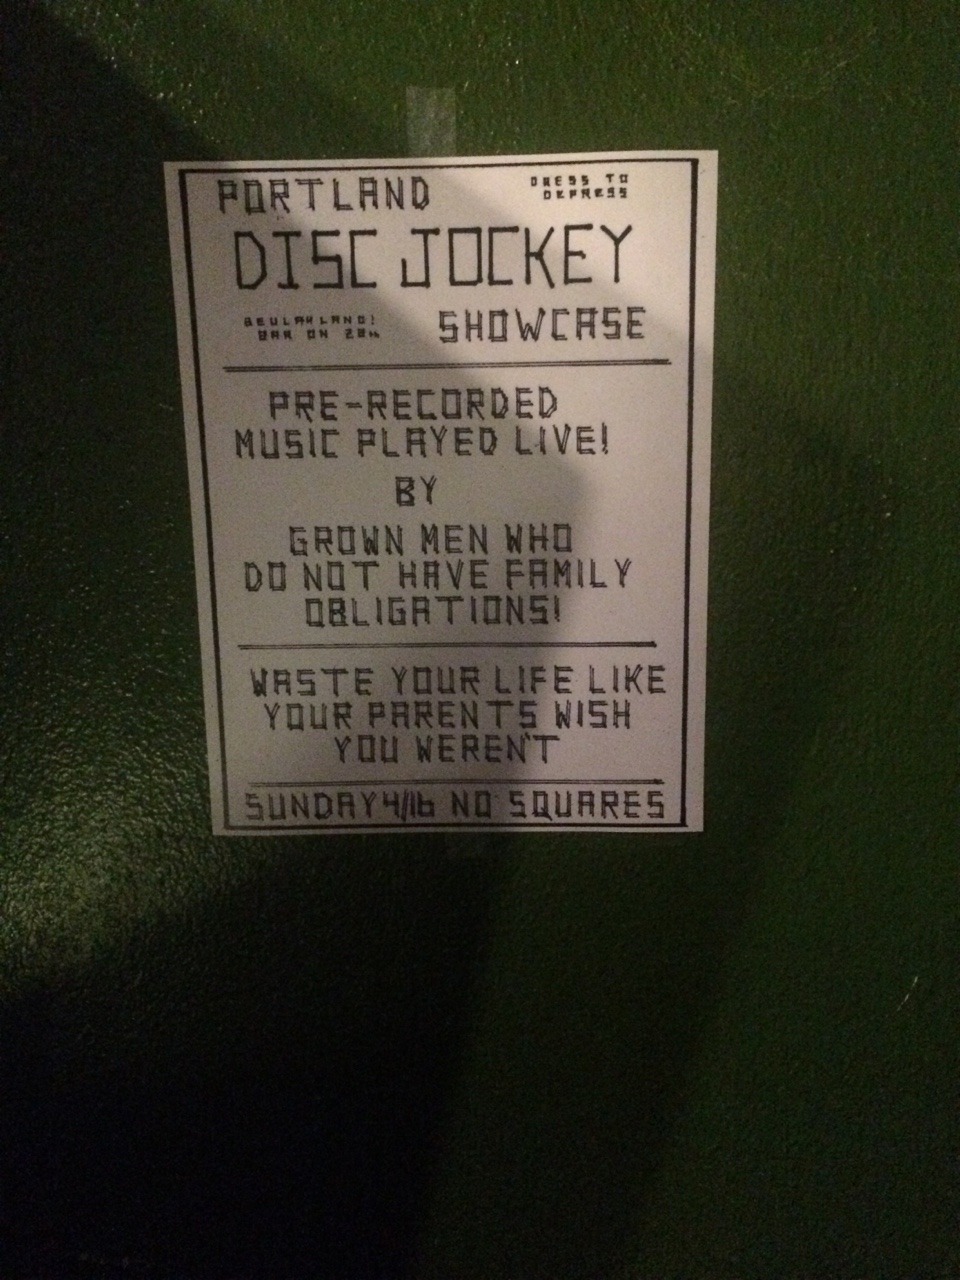 PORTLAND
DRESS TO
DEPRESS
DISC JOCKEY
BEULAHLAND!
BAR ON 28th
SHOWCASE
PRE-RECORDED
MUSIC PLAYED LIVE!
BY
GROWN MEN WHO
DO NOT HAVE FAMILY
OBLIGATIONS!
WASTE YOUR LIFE LIKE
YOUR PARENTS WISH
YOU WEREN'T
SUNDAY 4/16 NO SQUARES